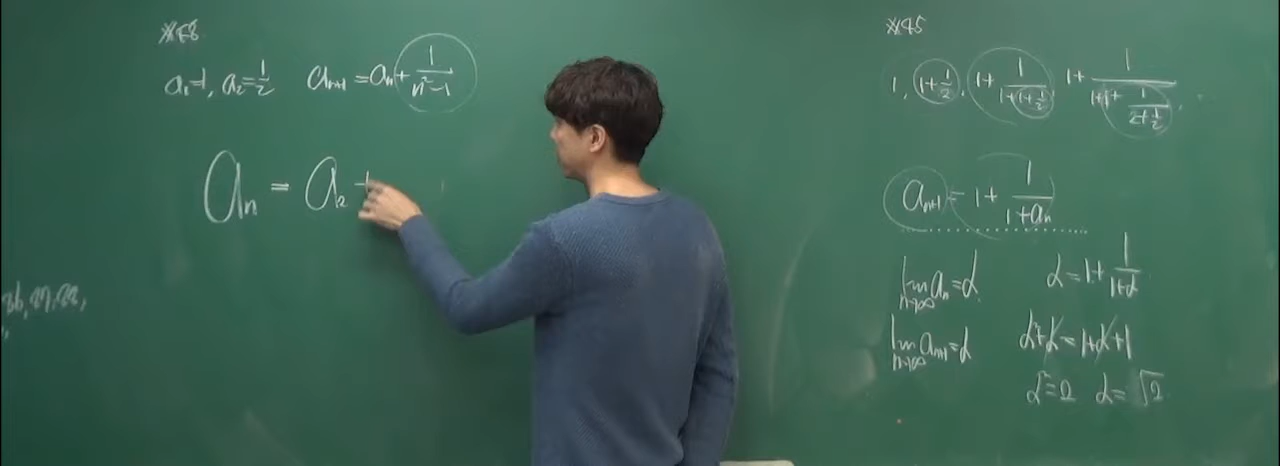 ※48
a₁=1, a₂=1/2  aₙ₊₁ = aₙ + 1/(n²-1)
aₙ = a₂ +
※45
1, 1+1/2, 1+1/(1+(1+1/2)), 1+1/(1+1+1/(2+1/2)), .
aₙ₊₁ = 1+1/(1+aₙ)
lim n→∞ aₙ=α  α=1+1/(1+α)
lim n→∞ aₙ₊₁=α  α²+α=1+α+1
α²=2  α=√2